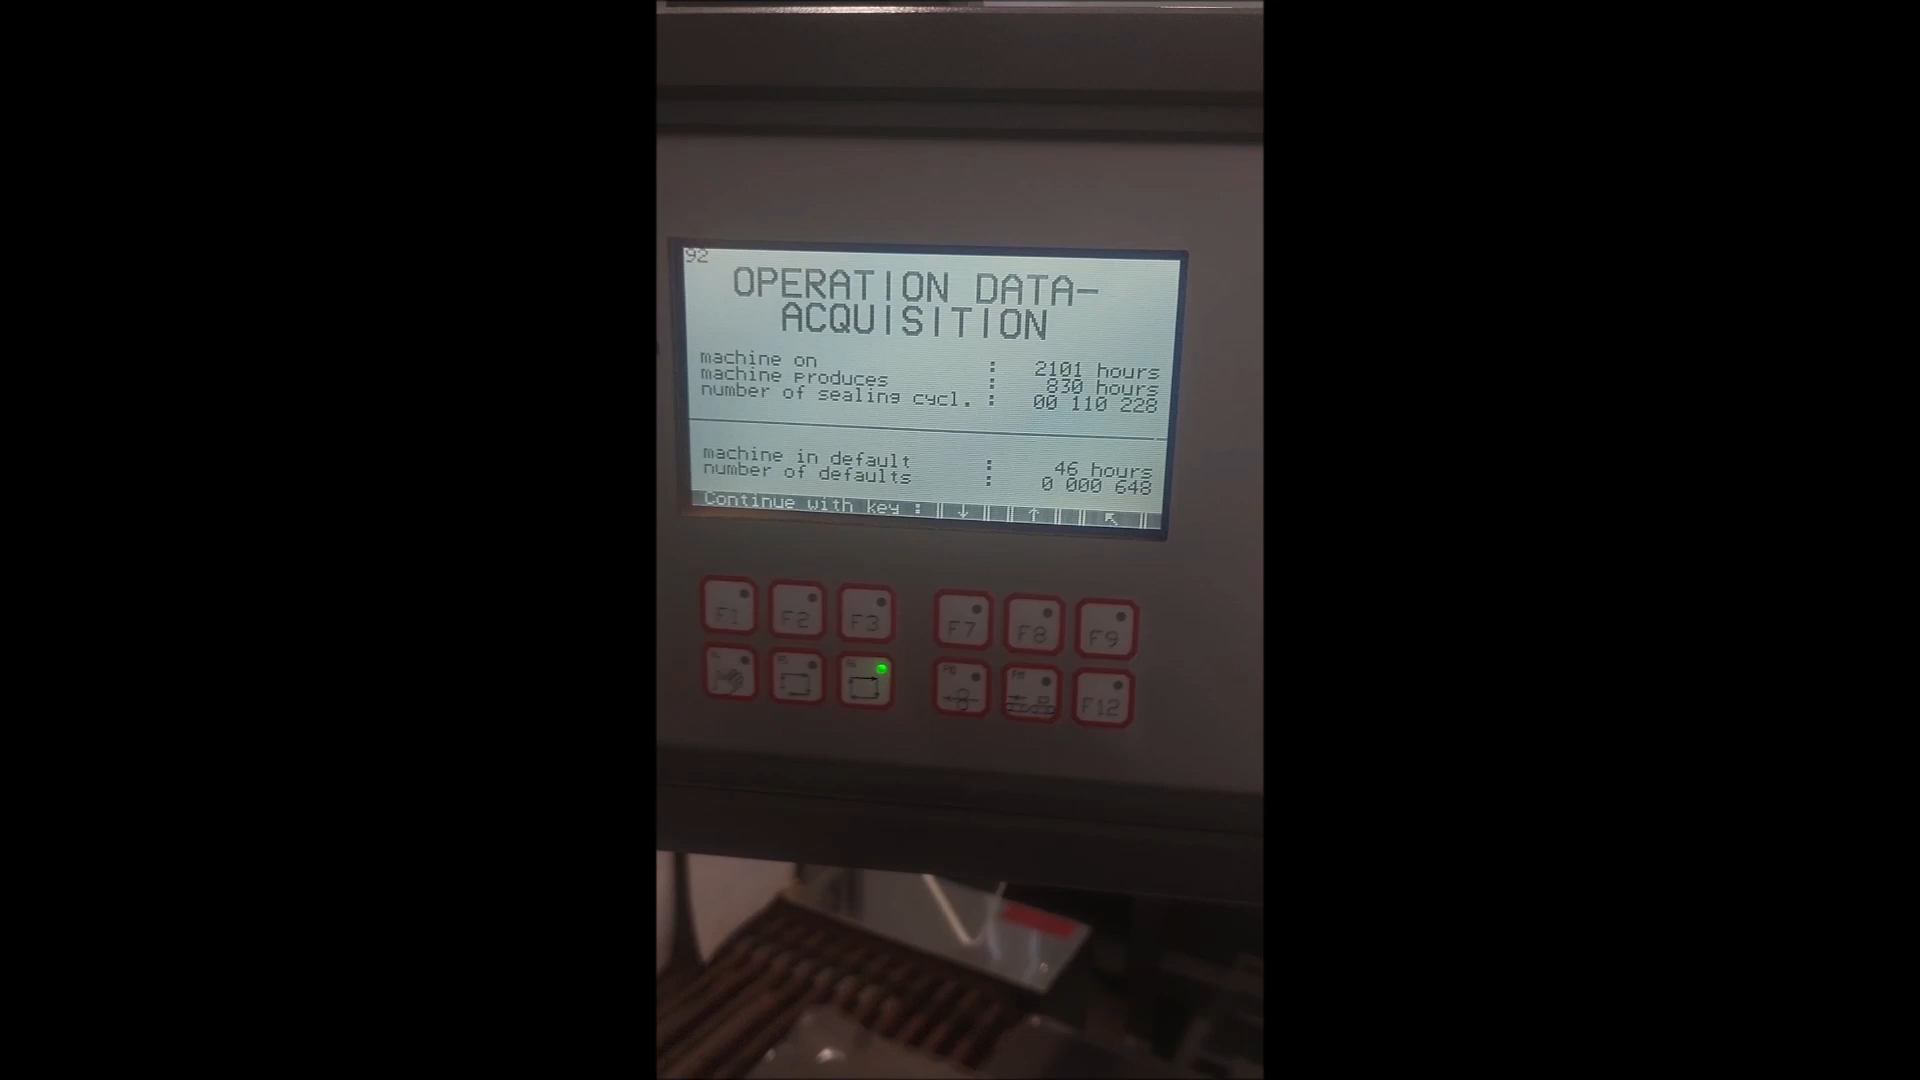 92
OPERATION DATA-
ACQUISITION
machine on : 2101 hours
machine produces : 830 hours
number of sealing cycl. : 00 110 228
machine in default : 46 hours
number of defaults : 0 000 648
Continue with key : ↓ ↑ ↖
F1 F2 F3 F7 F8 F9
F12